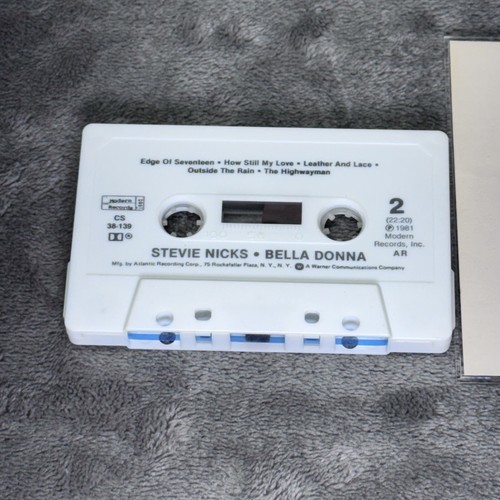 Edge Of Seventeen • How Still My Love • Leather And Lace •
Outside The Rain • The Highwayman
modern
Records
CS
38-139
2
(22:20)
℗ 1981
Modern
Records, Inc.
AR
STEVIE NICKS • BELLA DONNA
Mfg. by Atlantic Recording Corp., 75 Rockefeller Plaza, N.Y., N.Y. A Warner Communications Company